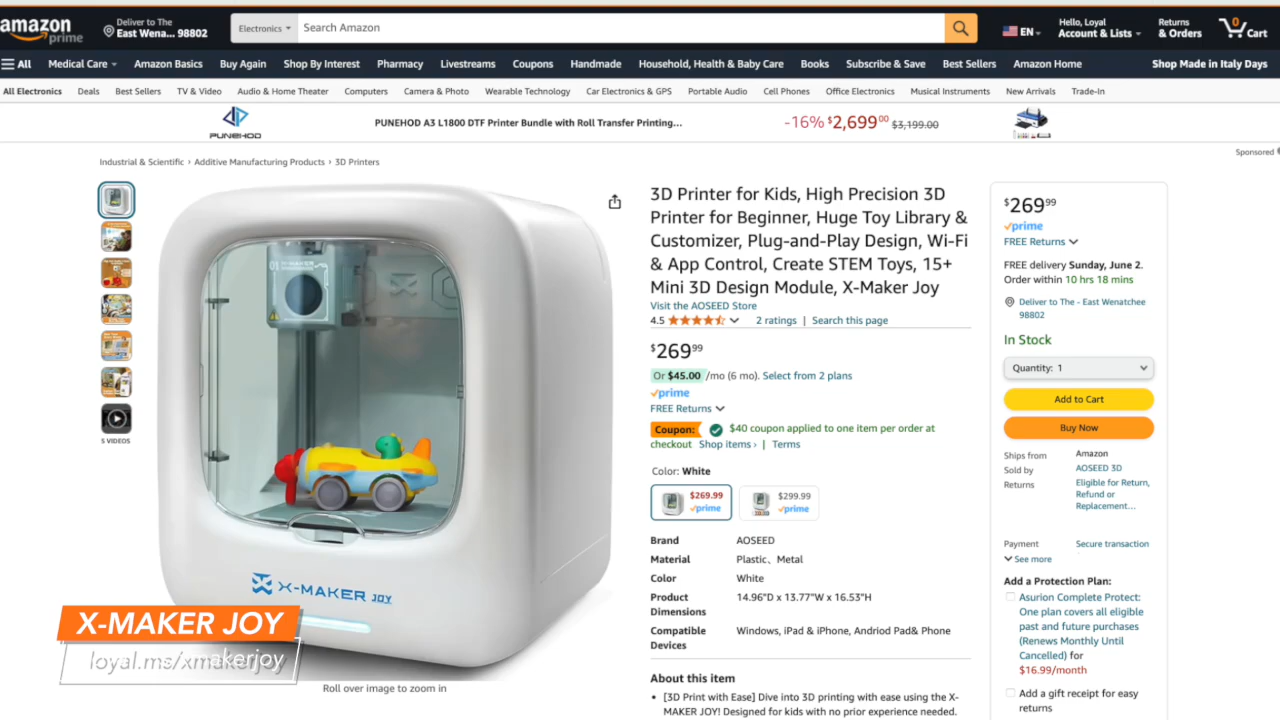 amazon prime
Deliver to The
East Wena... 98802
Electronics
Search Amazon
EN
Hello, Loyal
Account & Lists
Returns
& Orders
0
Cart
All
Medical Care
Amazon Basics
Buy Again
Shop By Interest
Pharmacy
Livestreams
Coupons
Handmade
Household, Health & Baby Care
Books
Subscribe & Save
Best Sellers
Amazon Home
Shop Made in Italy Days
All Electronics
Deals
Best Sellers
TV & Video
Audio & Home Theater
Computers
Camera & Photo
Wearable Technology
Car Electronics & GPS
Portable Audio
Cell Phones
Office Electronics
Musical Instruments
New Arrivals
Trade-In
PUNEHOD
PUNEHOD A3 L1800 DTF Printer Bundle with Roll Transfer Printing...
-16% $2,699.00 $3,199.00
Sponsored
Industrial & Scientific › Additive Manufacturing Products › 3D Printers
5 VIDEOS
X-MAKER
X-MAKER JOY
X-MAKER JOY
loyal.ms/xmakerjoy
Roll over image to zoom in
3D Printer for Kids, High Precision 3D
Printer for Beginner, Huge Toy Library &
Customizer, Plug-and-Play Design, Wi-Fi
& App Control, Create STEM Toys, 15+
Mini 3D Design Module, X-Maker Joy
Visit the AOSEED Store
4.5 2 ratings | Search this page
$269.99
Or $45.00 /mo (6 mo). Select from 2 plans
prime
FREE Returns
Coupon: $40 coupon applied to one item per order at
checkout Shop items › | Terms
Color: White
$269.99
prime
$299.99
prime
Brand AOSEED
Material Plastic、Metal
Color White
Product Dimensions 14.96"D x 13.77"W x 16.53"H
Compatible Devices Windows, iPad & iPhone, Andriod Pad& Phone
About this item
• [3D Print with Ease] Dive into 3D printing with ease using the X-
MAKER JOY! Designed for kids with no prior experience needed.
$269.99
prime
FREE Returns
FREE delivery Sunday, June 2.
Order within 10 hrs 18 mins
Deliver to The - East Wenatchee
98802
In Stock
Quantity: 1
Add to Cart
Buy Now
Ships from Amazon
Sold by AOSEED 3D
Returns Eligible for Return,
Refund or
Replacement...
Payment Secure transaction
See more
Add a Protection Plan:
Asurion Complete Protect:
One plan covers all eligible
past and future purchases
(Renews Monthly Until
Cancelled) for
$16.99/month
Add a gift receipt for easy
returns